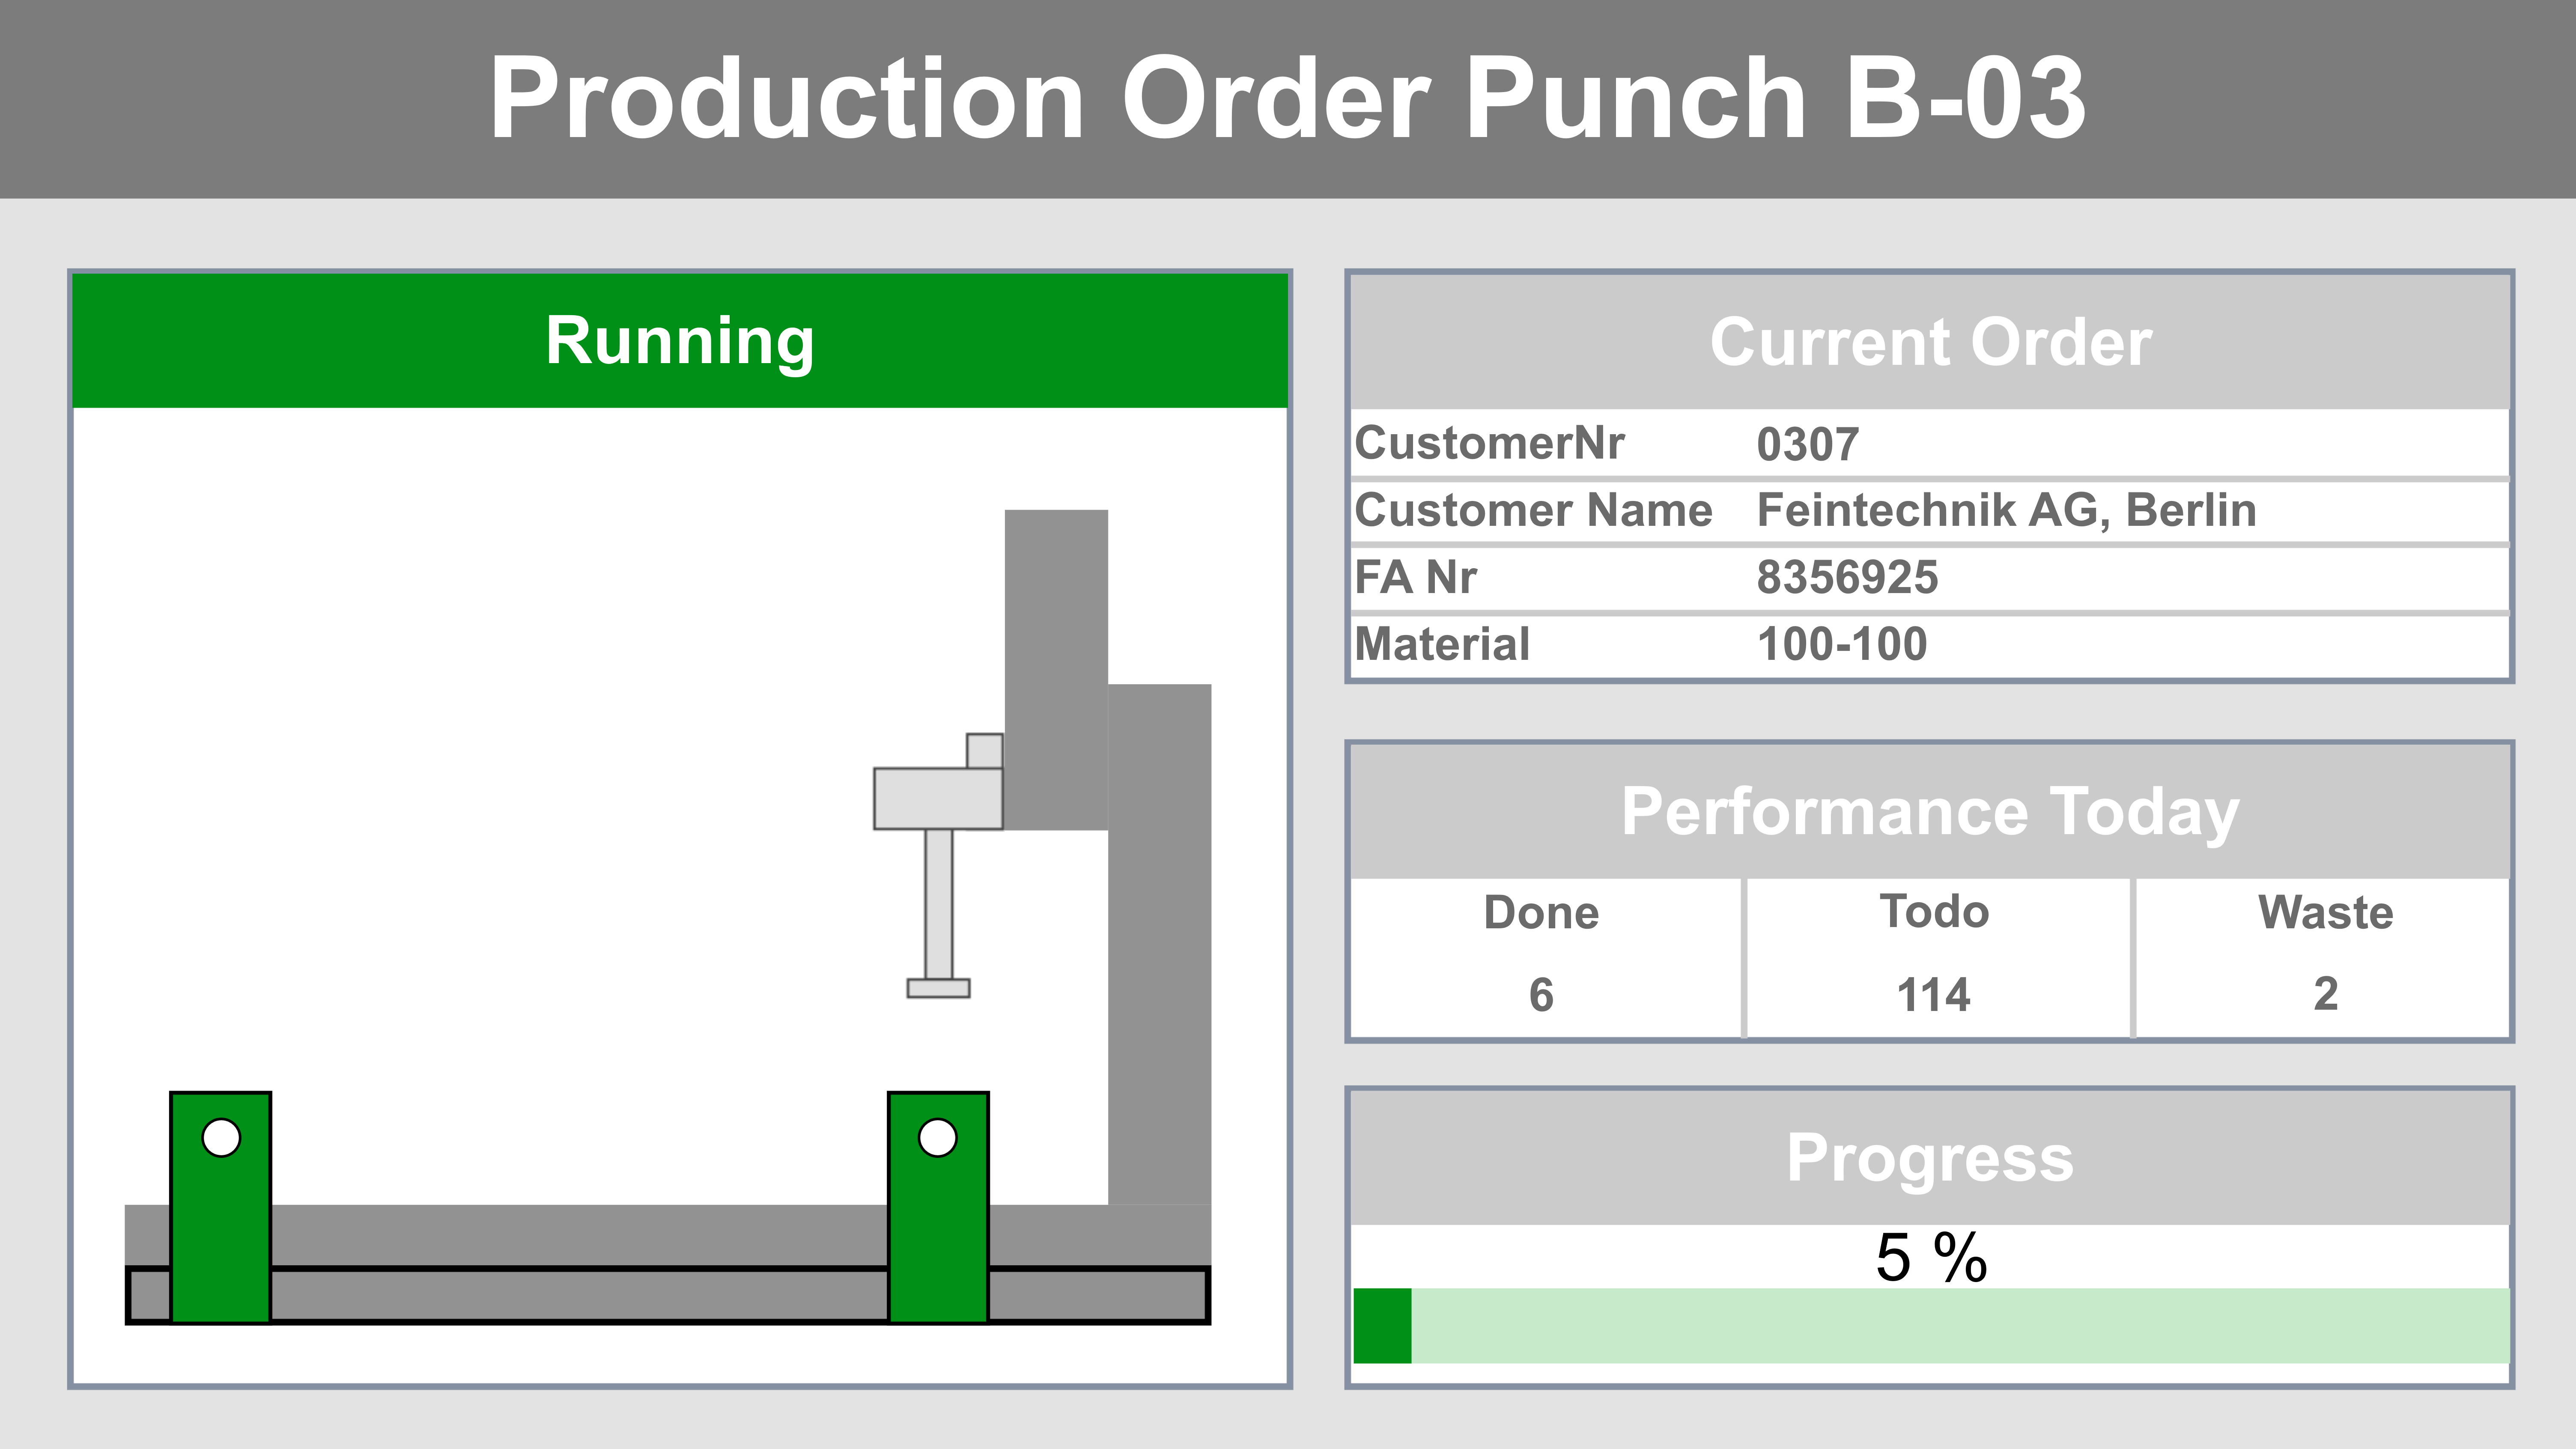 Production Order Punch B-03
Running
Current Order
CustomerNr 0307
Customer Name Feintechnik AG, Berlin
FA Nr 8356925
Material 100-100
Performance Today
Done Todo Waste
6 114 2
Progress
5 %